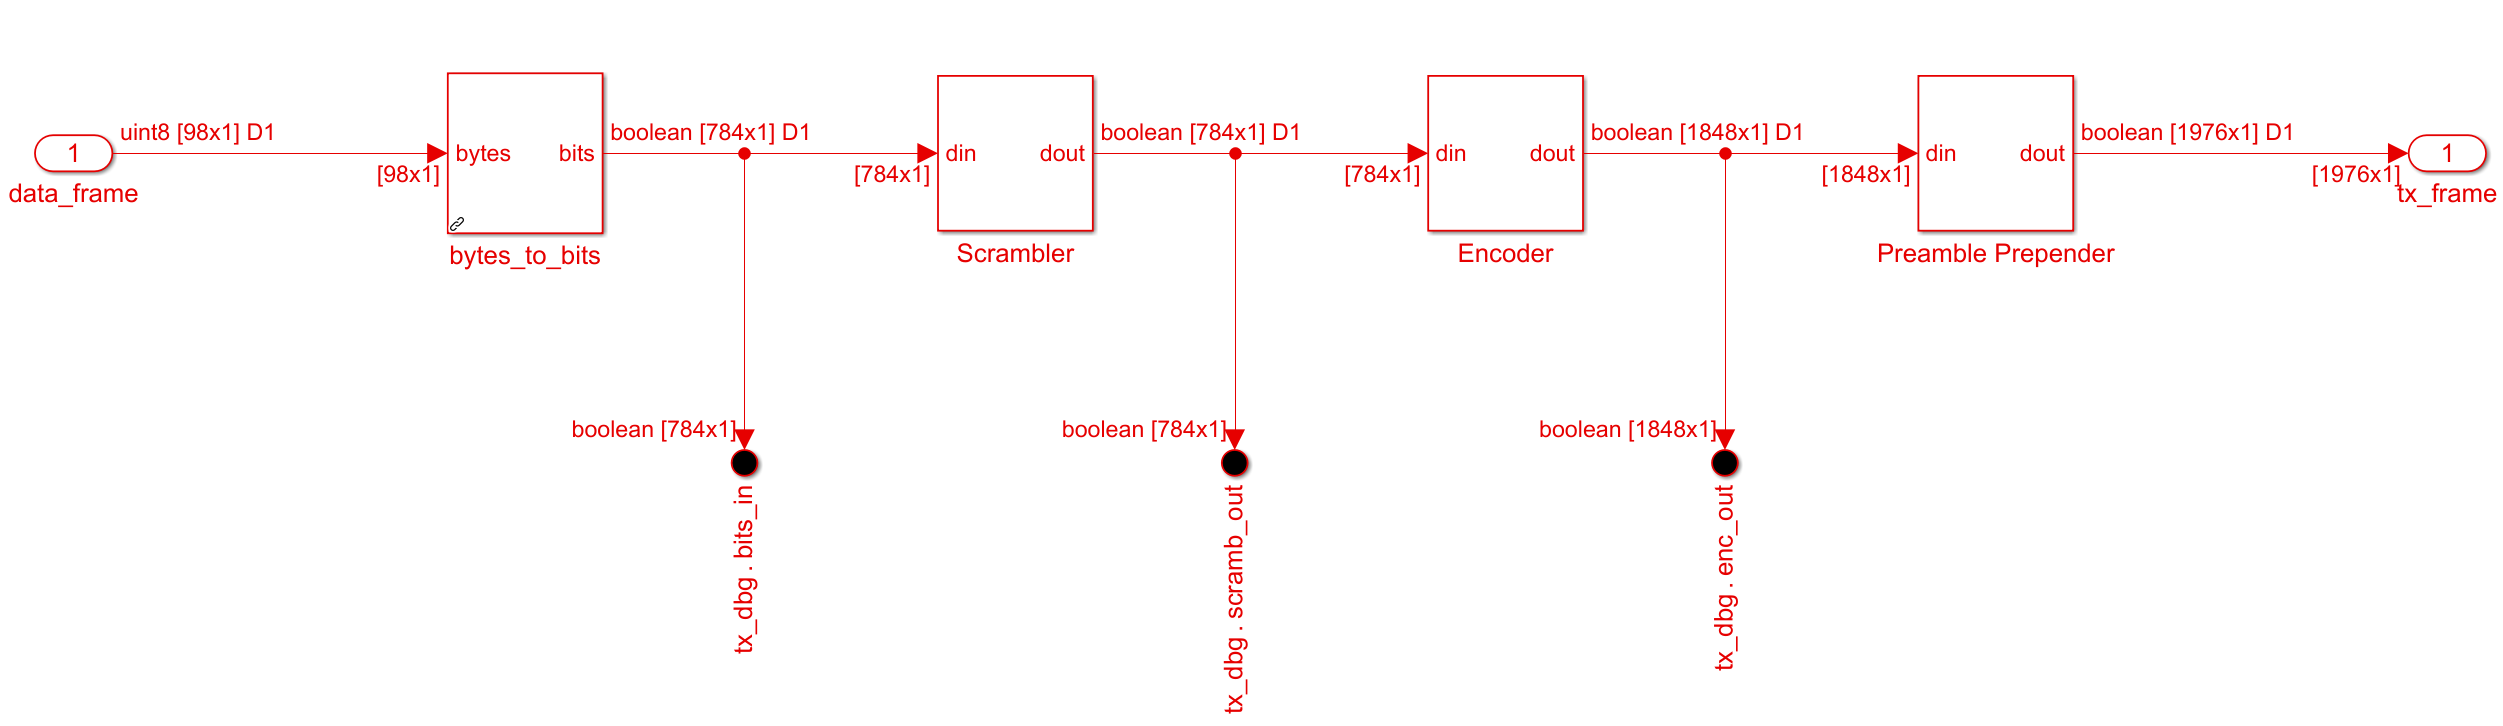 uint8 [98x1] D1
boolean [784x1] D1
boolean [784x1] D1
boolean [1848x1] D1
boolean [1976x1] D1
1
bytes
bits
din
dout
din
dout
din
dout
1
[98x1]
[784x1]
[784x1]
[1848x1]
[1976x1]
data_frame
tx_frame
bytes_to_bits
Scrambler
Encoder
Preamble Prepender
boolean [784x1]
boolean [784x1]
boolean [1848x1]
tx_dbg . bits_in
tx_dbg . scramb_out
tx_dbg . enc_out